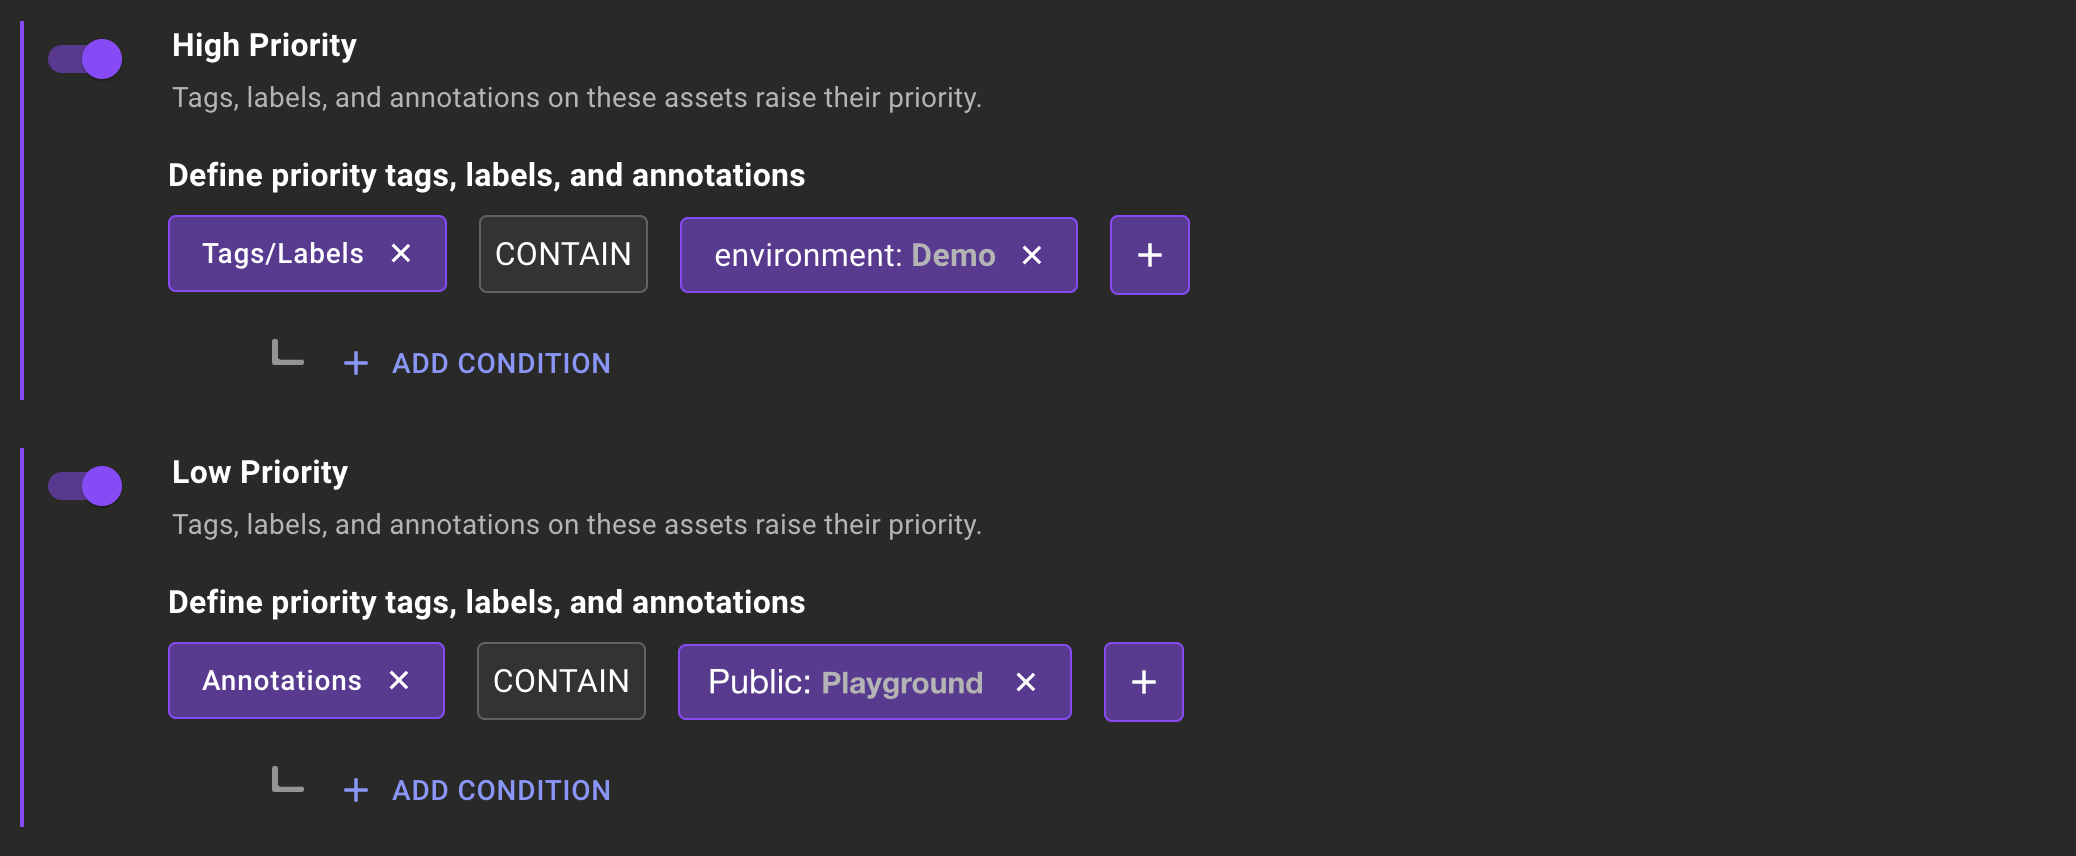 High Priority
Tags, labels, and annotations on these assets raise their priority.
Define priority tags, labels, and annotations
Tags/Labels × CONTAIN environment: Demo × +
+ ADD CONDITION
Low Priority
Tags, labels, and annotations on these assets raise their priority.
Define priority tags, labels, and annotations
Annotations × CONTAIN Public: Playground × +
+ ADD CONDITION